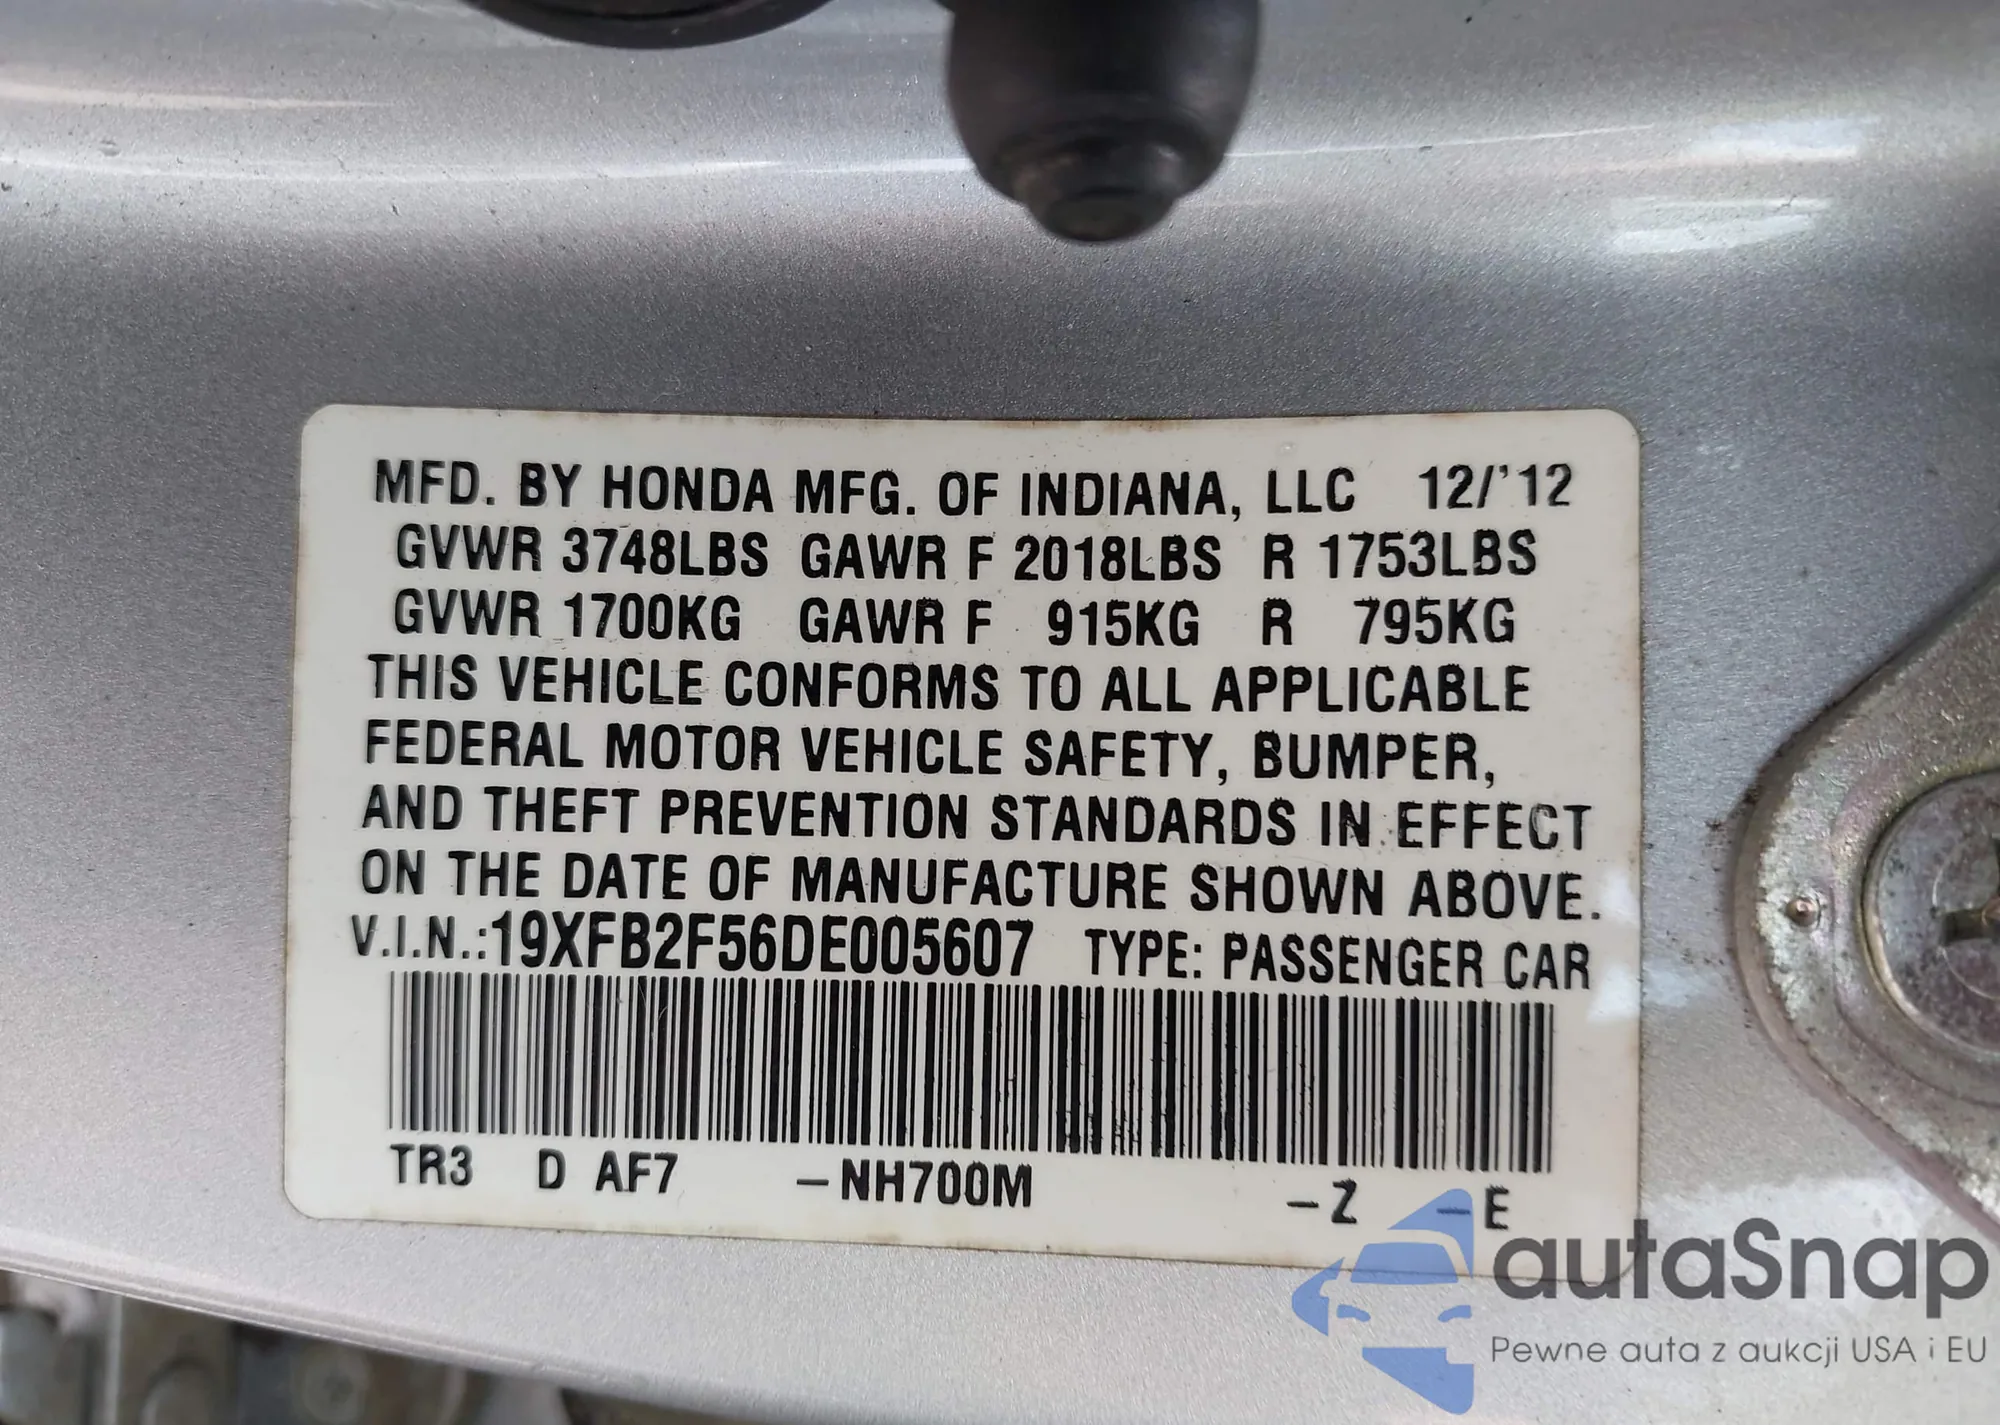 MFD. BY HONDA MFG. OF INDIANA, LLC 12/'12
GVWR 3748LBS GAWR F 2018LBS R 1753LBS
GVWR 1700KG GAWR F 915KG R 795KG
THIS VEHICLE CONFORMS TO ALL APPLICABLE
FEDERAL MOTOR VEHICLE SAFETY, BUMPER,
AND THEFT PREVENTION STANDARDS IN EFFECT
ON THE DATE OF MANUFACTURE SHOWN ABOVE.
V.I.N.:19XFB2F56DE005607 TYPE: PASSENGER CAR
TR3 D AF7 –NH700M –Z –E
autaSnap
Pewne auta z aukcji USA i EU